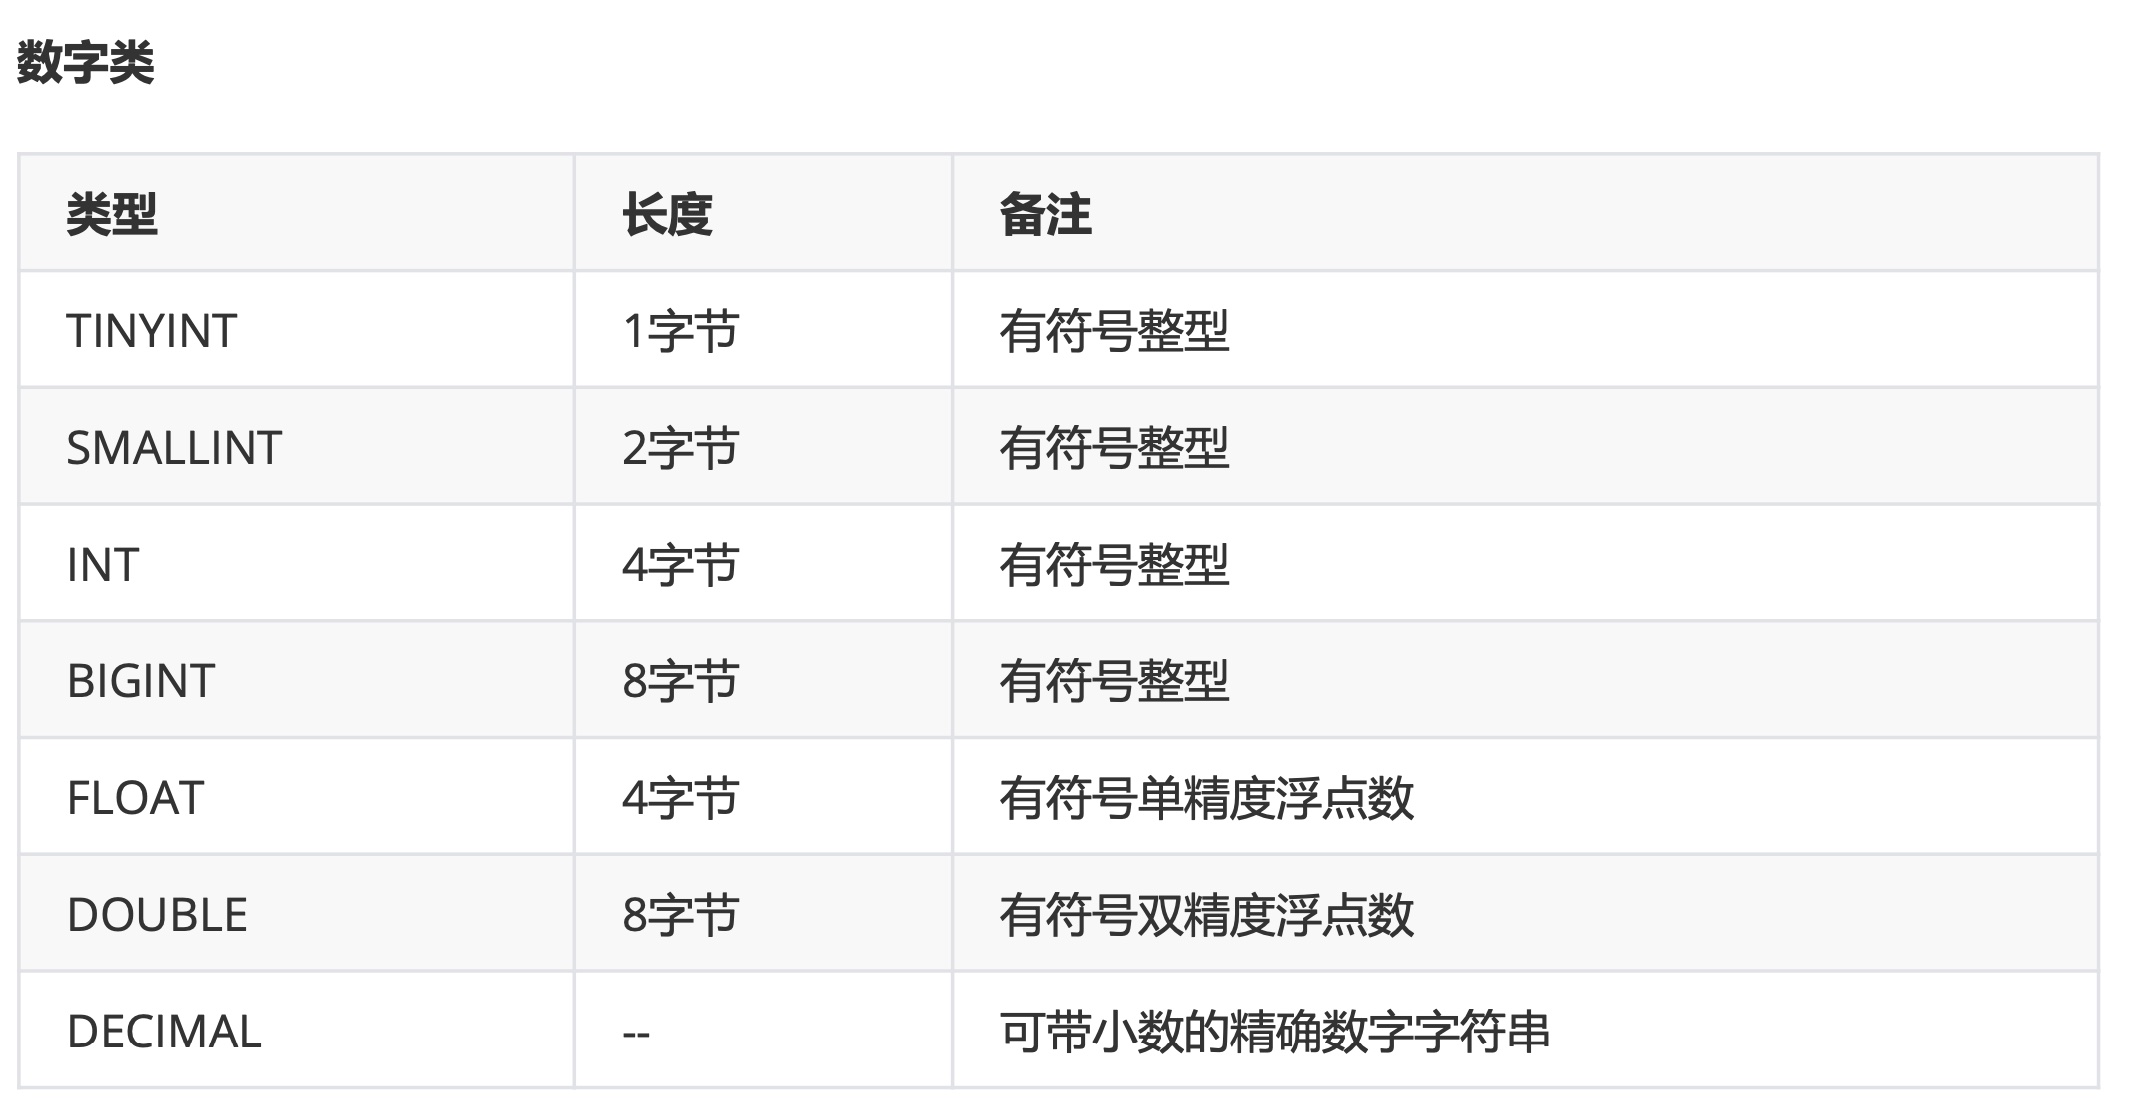 数字类
类型 长度 备注
TINYINT 1字节 有符号整型
SMALLINT 2字节 有符号整型
INT 4字节 有符号整型
BIGINT 8字节 有符号整型
FLOAT 4字节 有符号单精度浮点数
DOUBLE 8字节 有符号双精度浮点数
DECIMAL -- 可带小数的精确数字字符串